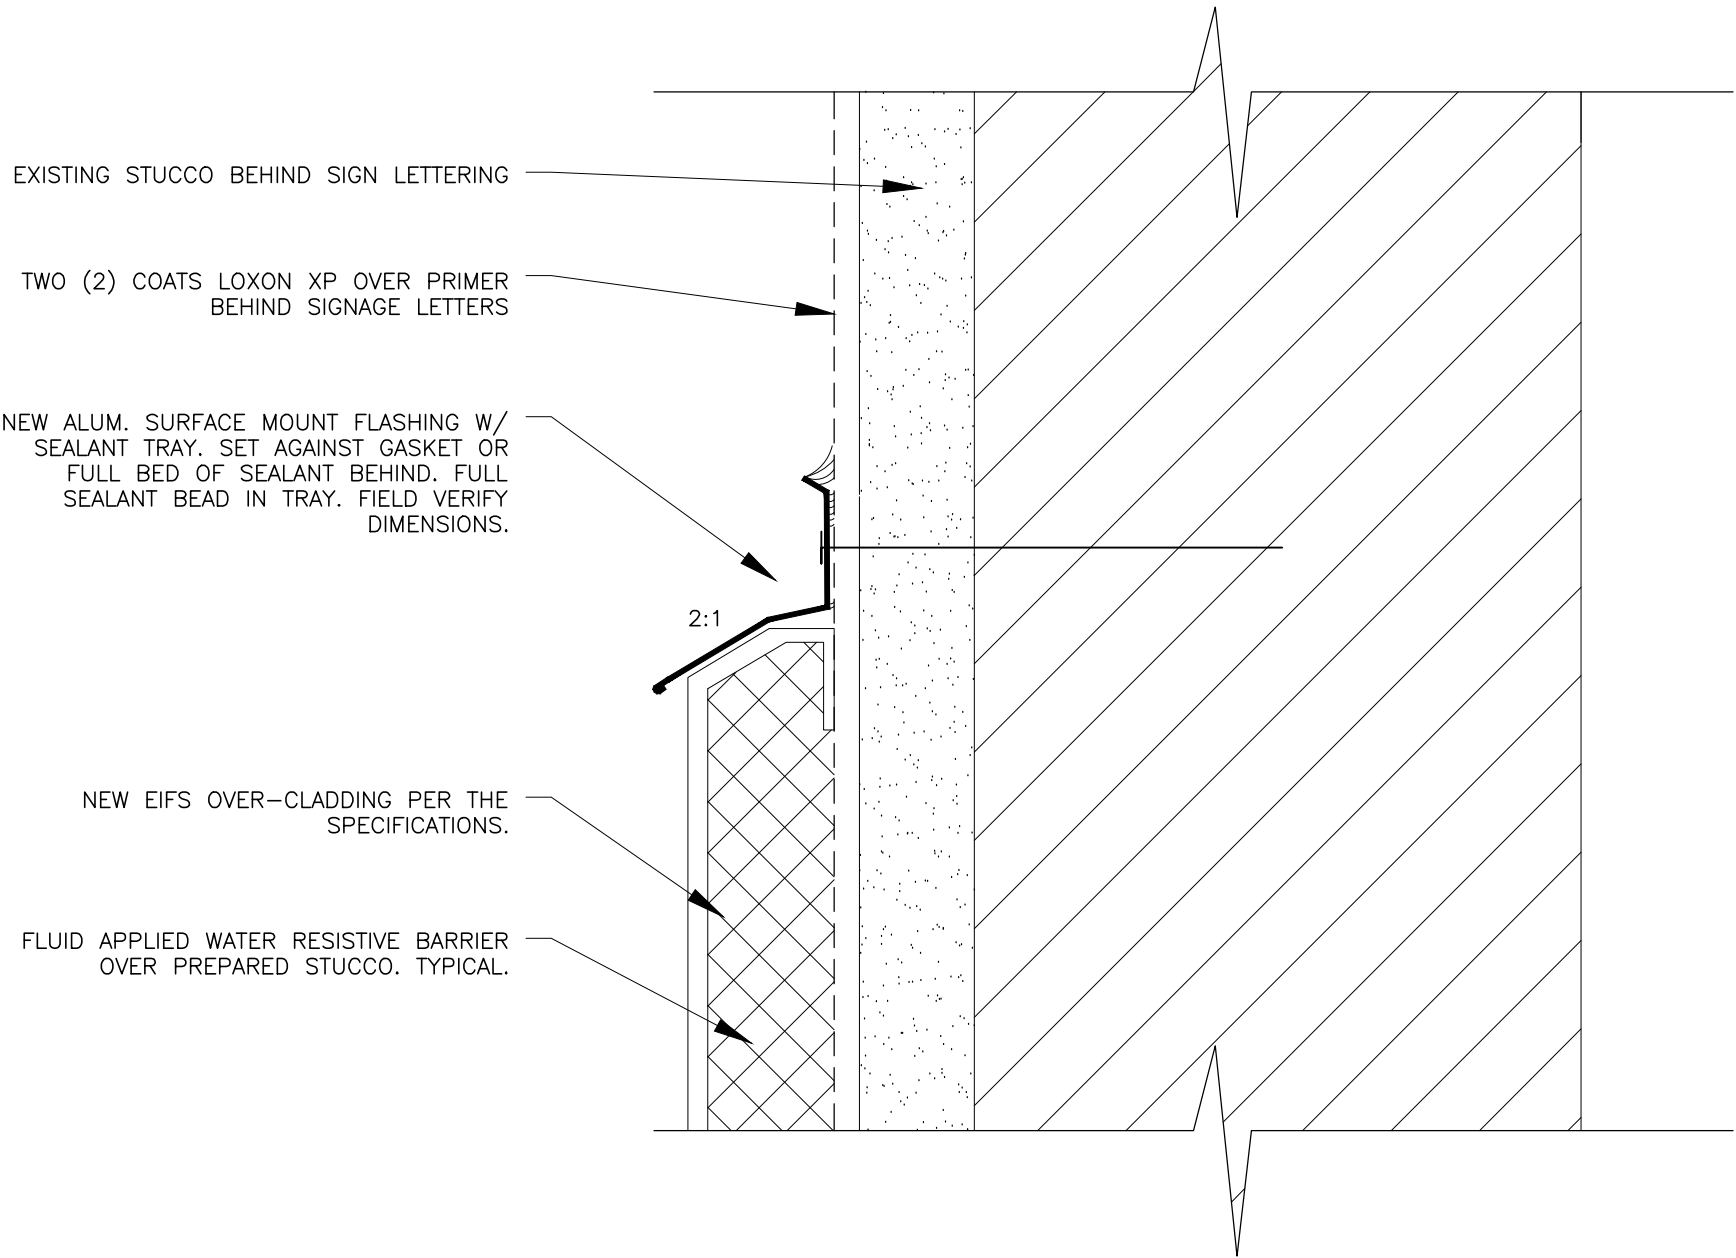 EXISTING STUCCO BEHIND SIGN LETTERING
TWO (2) COATS LOXON XP OVER PRIMER
BEHIND SIGNAGE LETTERS
NEW ALUM. SURFACE MOUNT FLASHING W/
SEALANT TRAY. SET AGAINST GASKET OR
FULL BED OF SEALANT BEHIND. FULL
SEALANT BEAD IN TRAY. FIELD VERIFY
DIMENSIONS.
2:1
NEW EIFS OVER-CLADDING PER THE
SPECIFICATIONS.
FLUID APPLIED WATER RESISTIVE BARRIER
OVER PREPARED STUCCO. TYPICAL.